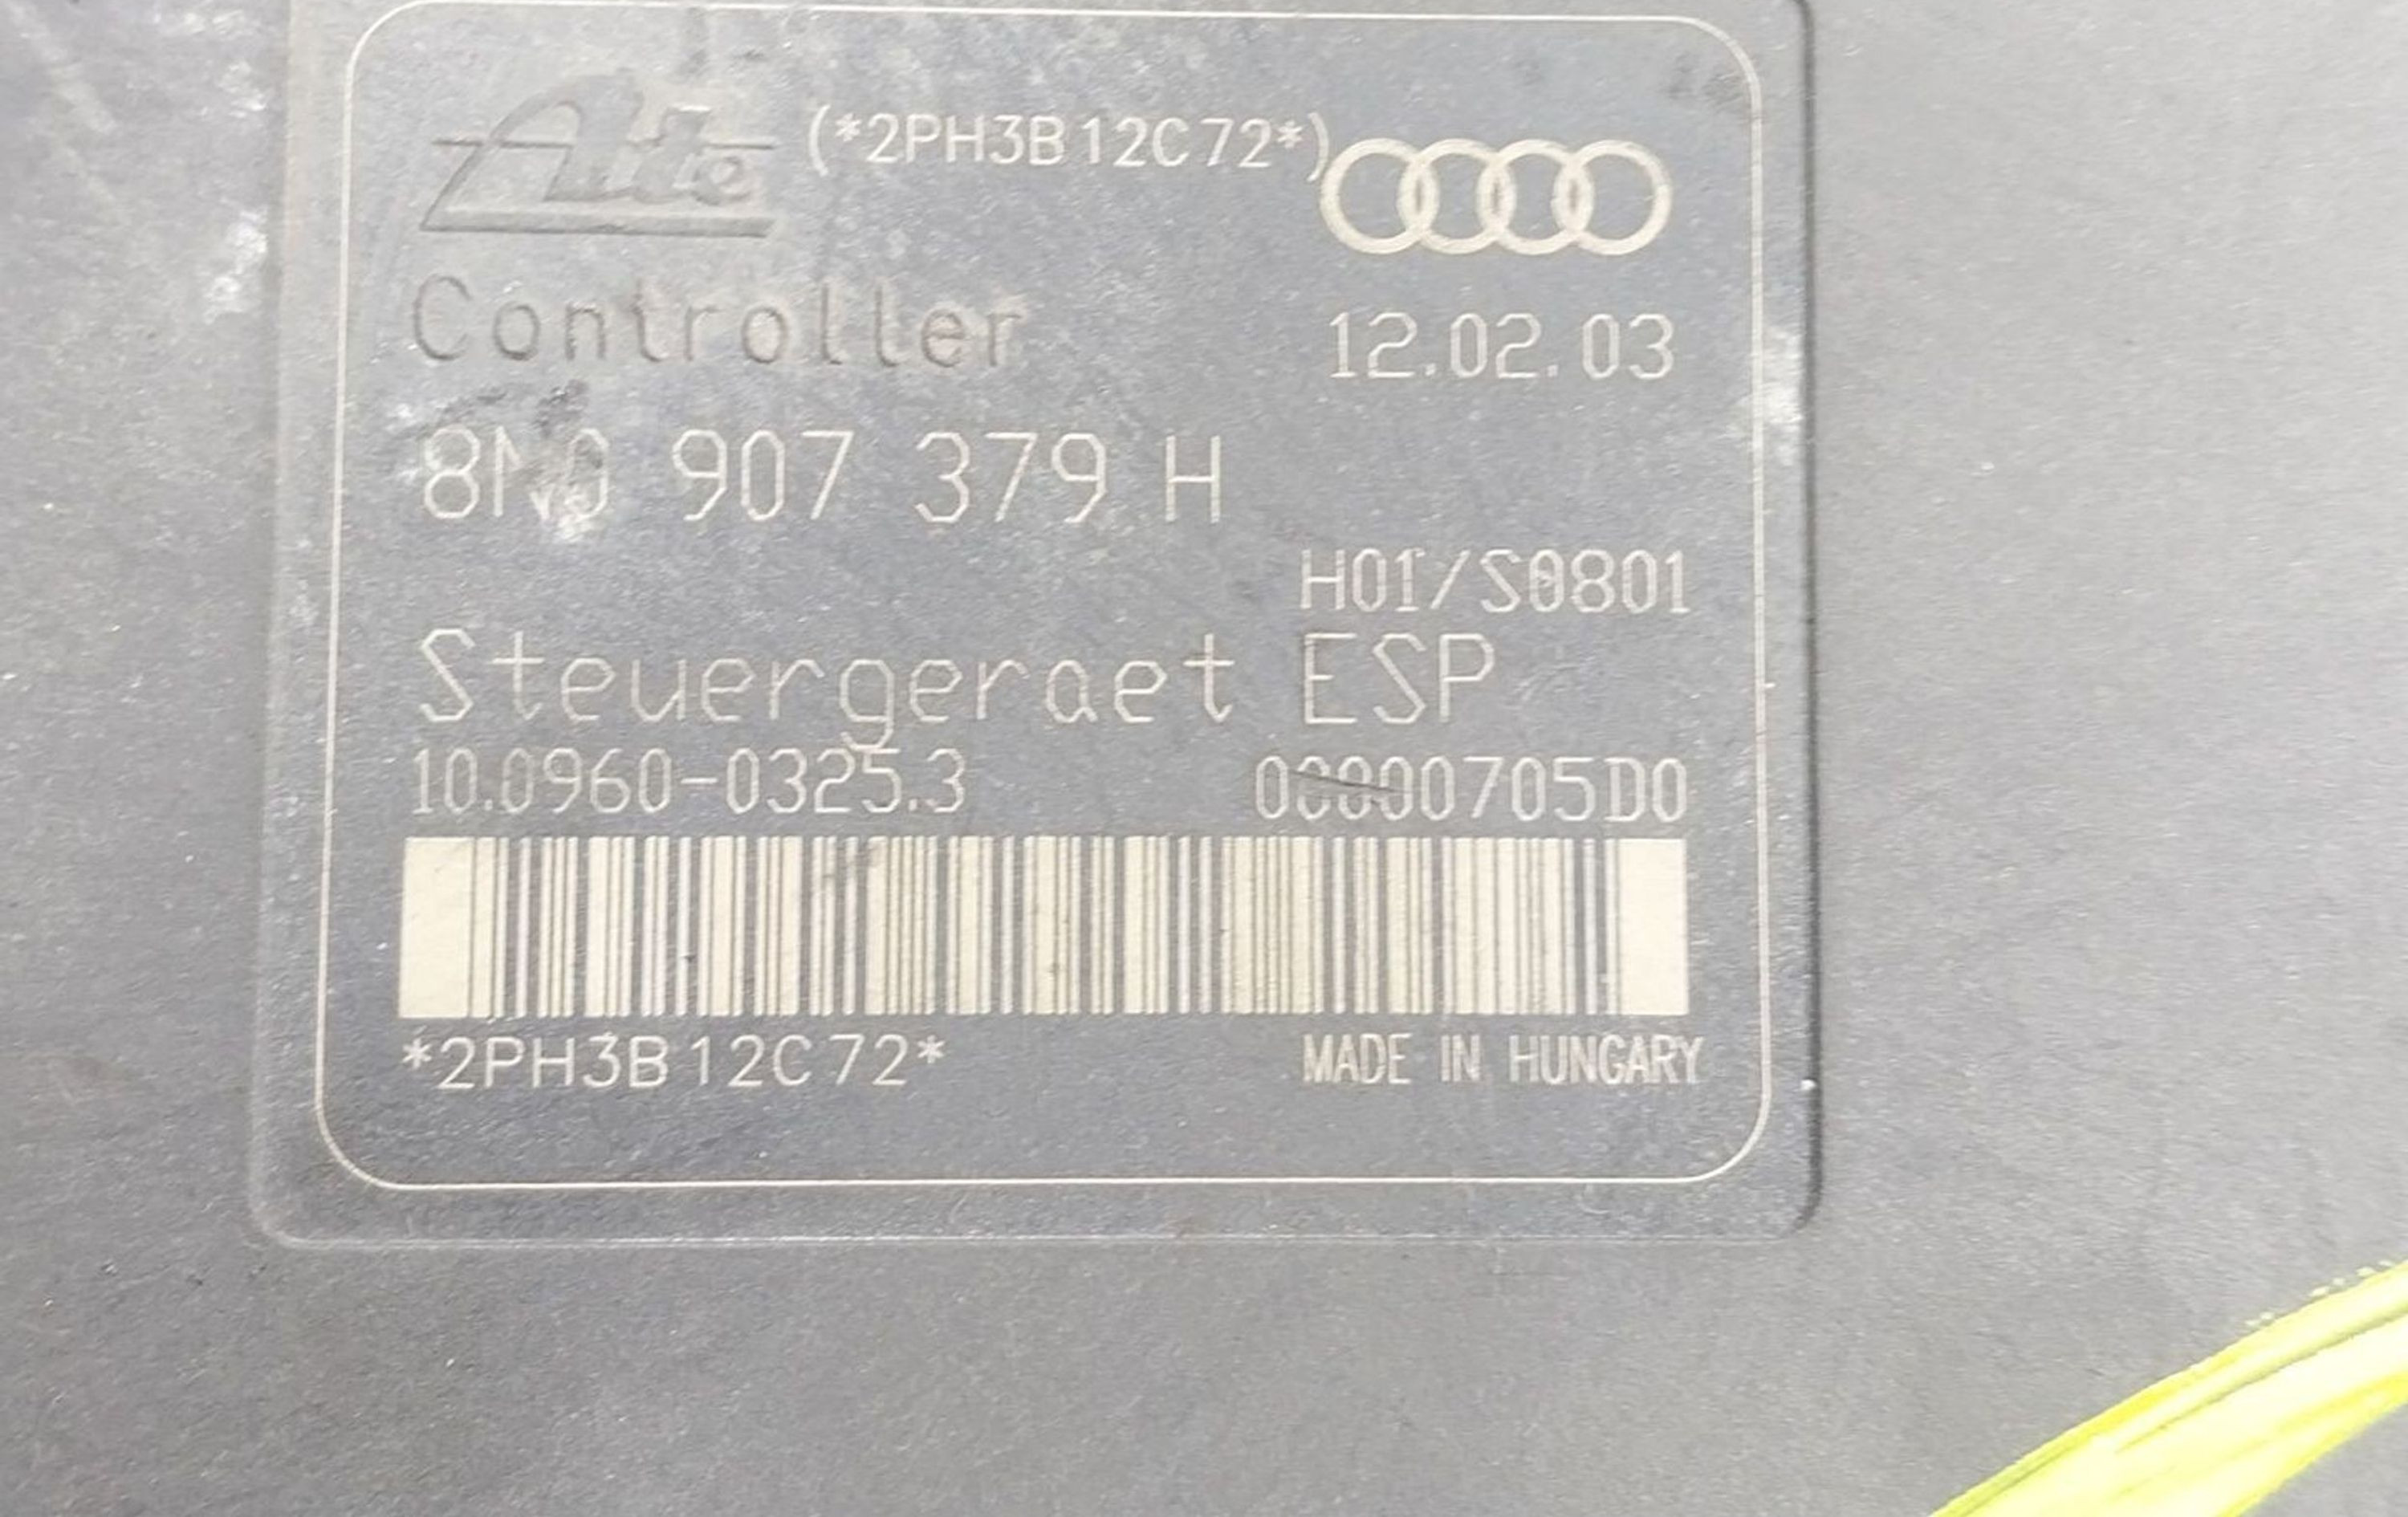 Ate (*2PH3B12C72*)
Controller
12.02.03
8N0 907 379 H
H01/S0801
Steuergeraet ESP
10.0960-0325.3 00000705D0
*2PH3B12C72* MADE IN HUNGARY